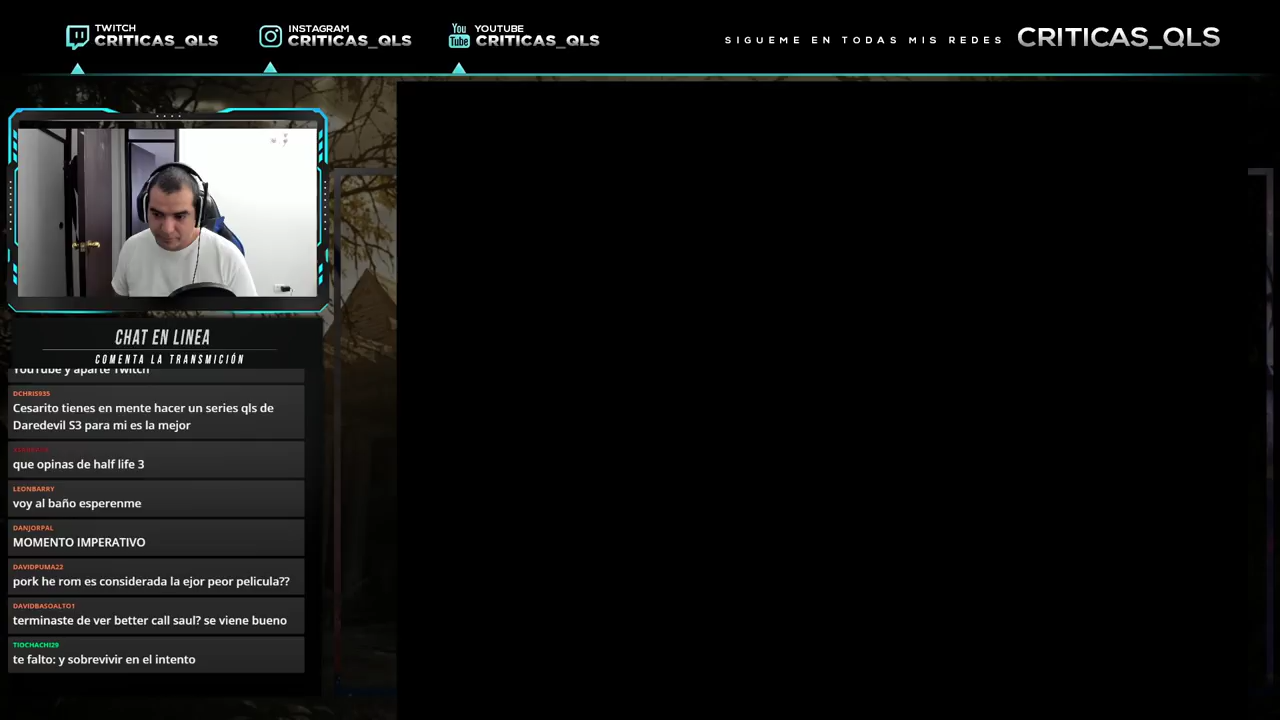 TWITCH
CRITICAS_QLS
INSTAGRAM
CRITICAS_QLS
You
Tube
YOUTUBE
CRITICAS_QLS
SIGUEME EN TODAS MIS REDES
CRITICAS_QLS
CHAT EN LINEA
COMENTA LA TRANSMICIÓN
YouTube y aparte Twitch
DCHRIS935
Cesarito tienes en mente hacer un series qls de
Daredevil S3 para mi es la mejor
que opinas de half life 3
LEONBARRY
voy al baño esperenme
DANJORPAL
MOMENTO IMPERATIVO
DAVIDPUMA22
pork he rom es considerada la ejor peor pelicula??
DAVIDBASOALTO1
terminaste de ver better call saul? se viene bueno
TIOCHACHI29
te falto: y sobrevivir en el intento